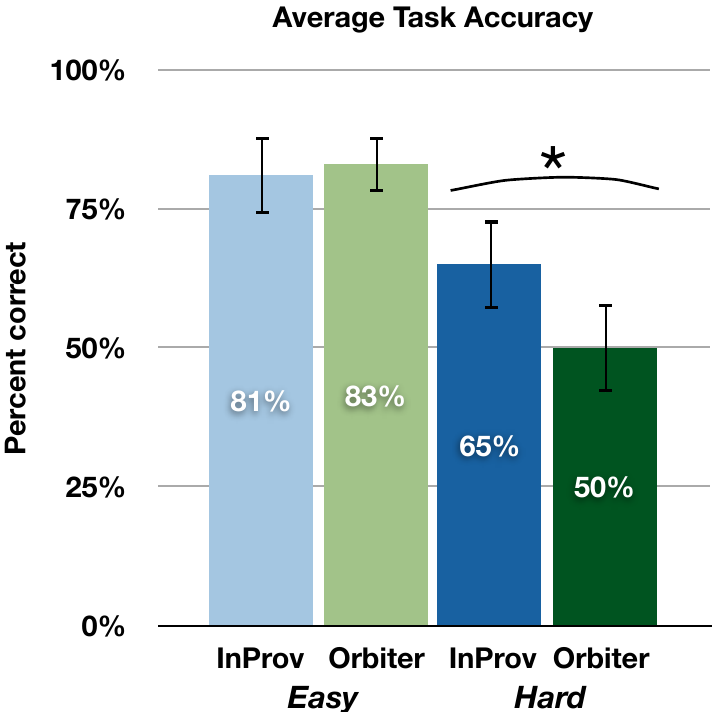 Average Task Accuracy
100%
75%
50%
25%
0%
Percent correct
*
81%
83%
65%
50%
InProv Orbiter InProv Orbiter
Easy Hard